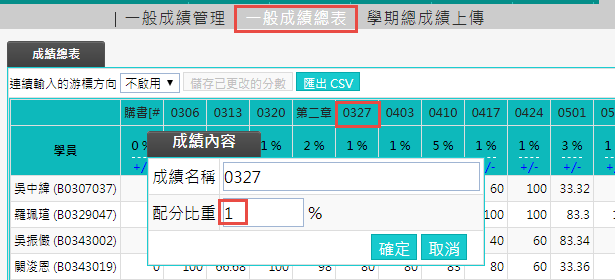 | 一般成績管理 一般成績總表 學期總成績上傳
成績總表
連續輸入的游標方向 不啟用 儲存已更改的分數 匯出 CSV
購書[# 0306 0313 0320 第二章 0327 0403 0410 0417 0424 0501 05
學員 0 % 1 % 2 % 1 % 1 % 5 % 1 % 1 % 3 % 1
+/ +/- +/- +/- +
成績內容
成績名稱 0327
配分比重 1 %
確定 取消
吳中緯 (B0307037) 60 100 33.32
羅珮瑄 (B0329047) 100 100 83.3 1
吳振儌 (B0343002) 40 60 83.34
關浚恩 (B0343019) 0 100 66.68 100 98 80 80 83 80 60 33.36